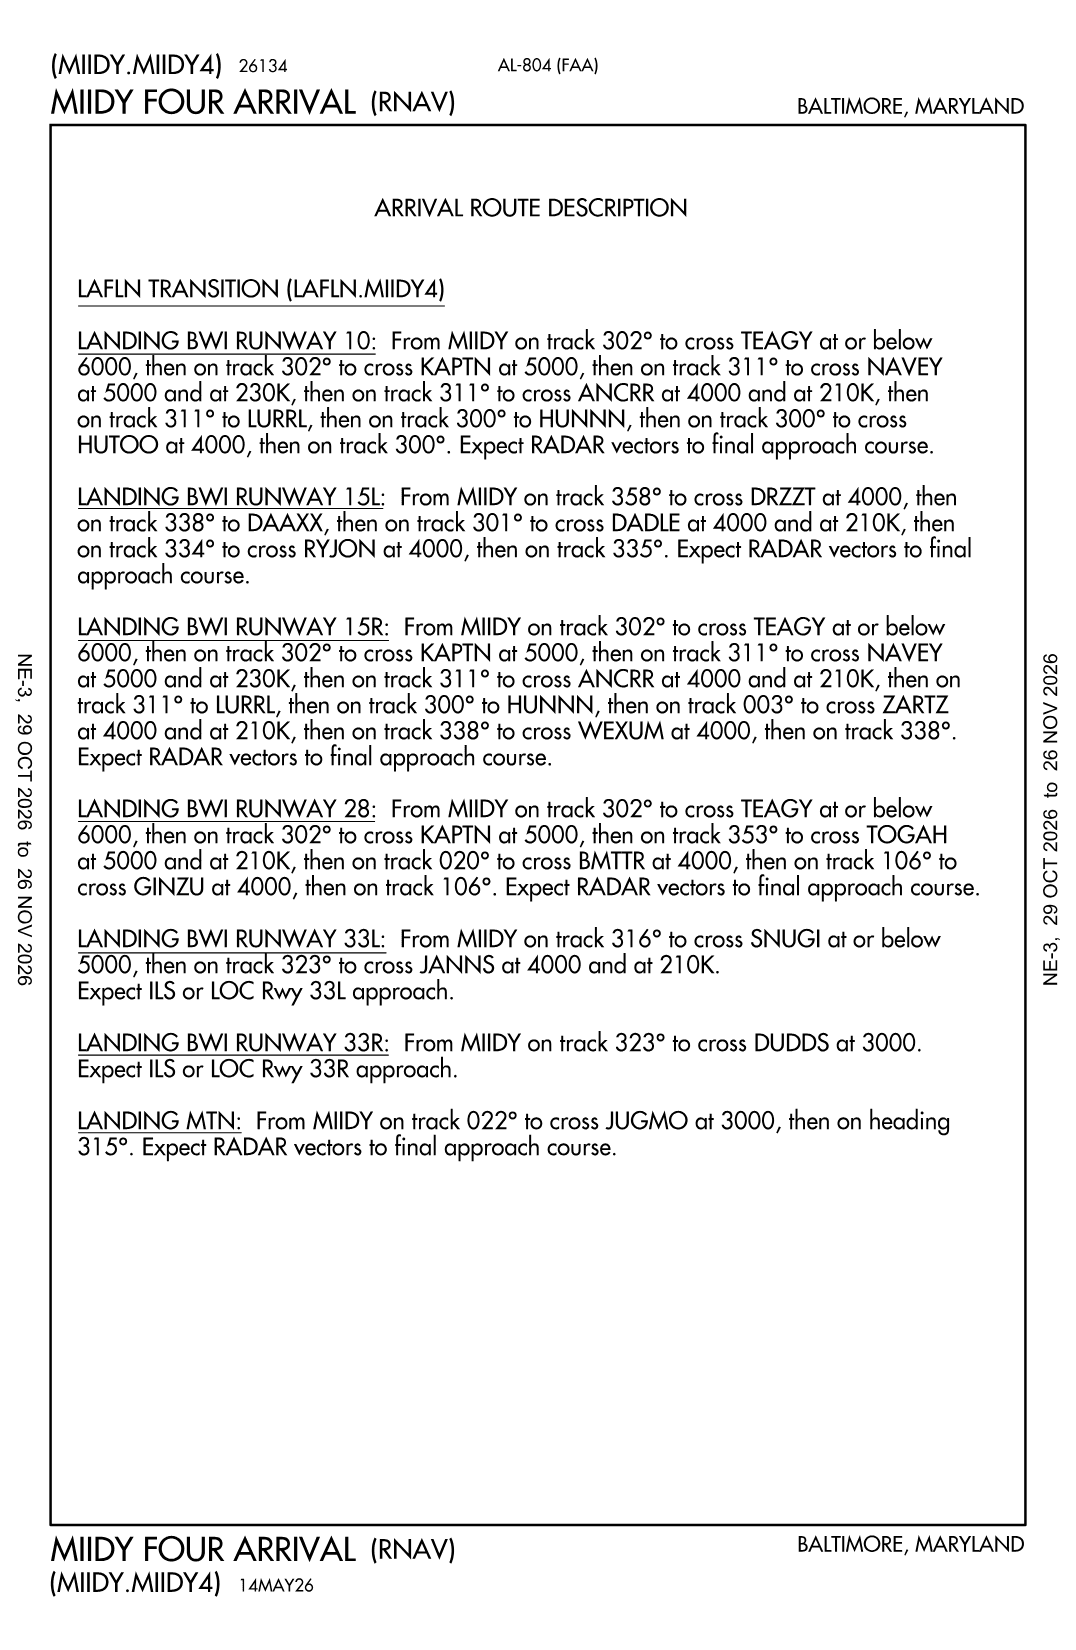 (MIIDY.MIIDY4) 26134
AL-804 (FAA)
MIIDY FOUR ARRIVAL (RNAV)
BALTIMORE, MARYLAND
ARRIVAL ROUTE DESCRIPTION
LAFLN TRANSITION (LAFLN.MIIDY4)
LANDING BWI RUNWAY 10: From MIIDY on track 302° to cross TEAGY at or below
6000, then on track 302° to cross KAPTN at 5000, then on track 311° to cross NAVEY
at 5000 and at 230K, then on track 311° to cross ANCRR at 4000 and at 210K, then
on track 311° to LURRL, then on track 300° to HUNNN, then on track 300° to cross
HUTOO at 4000, then on track 300°. Expect RADAR vectors to final approach course.
LANDING BWI RUNWAY 15L: From MIIDY on track 358° to cross DRZZT at 4000, then
on track 338° to DAAXX, then on track 301° to cross DADLE at 4000 and at 210K, then
on track 334° to cross RYJON at 4000, then on track 335°. Expect RADAR vectors to final
approach course.
LANDING BWI RUNWAY 15R: From MIIDY on track 302° to cross TEAGY at or below
6000, then on track 302° to cross KAPTN at 5000, then on track 311° to cross NAVEY
at 5000 and at 230K, then on track 311° to cross ANCRR at 4000 and at 210K, then on
track 311° to LURRL, then on track 300° to HUNNN, then on track 003° to cross ZARTZ
at 4000 and at 210K, then on track 338° to cross WEXUM at 4000, then on track 338°.
Expect RADAR vectors to final approach course.
LANDING BWI RUNWAY 28: From MIIDY on track 302° to cross TEAGY at or below
6000, then on track 302° to cross KAPTN at 5000, then on track 353° to cross TOGAH
at 5000 and at 210K, then on track 020° to cross BMTTR at 4000, then on track 106° to
cross GINZU at 4000, then on track 106°. Expect RADAR vectors to final approach course.
LANDING BWI RUNWAY 33L: From MIIDY on track 316° to cross SNUGI at or below
5000, then on track 323° to cross JANNS at 4000 and at 210K.
Expect ILS or LOC Rwy 33L approach.
LANDING BWI RUNWAY 33R: From MIIDY on track 323° to cross DUDDS at 3000.
Expect ILS or LOC Rwy 33R approach.
LANDING MTN: From MIIDY on track 022° to cross JUGMO at 3000, then on heading
315°. Expect RADAR vectors to final approach course.
NE-3, 29 OCT 2026 to 26 NOV 2026
NE-3, 29 OCT 2026 to 26 NOV 2026
MIIDY FOUR ARRIVAL (RNAV)
BALTIMORE, MARYLAND
(MIIDY.MIIDY4) 14MAY26